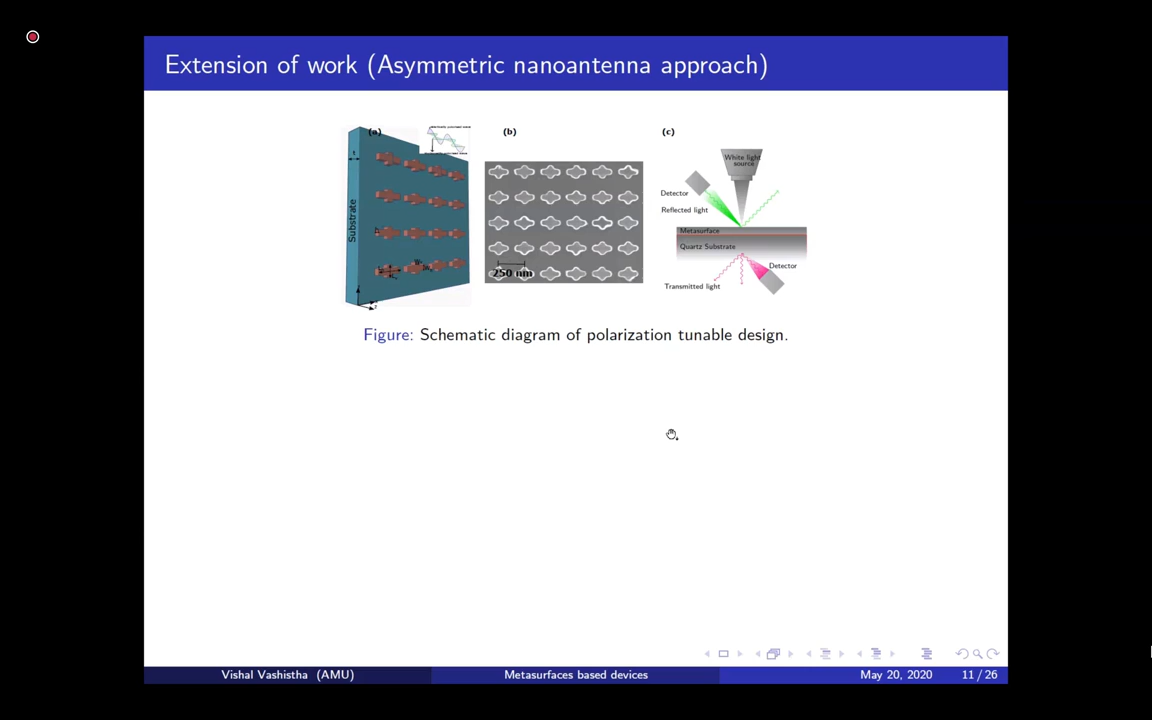 Extension of work (Asymmetric nanoantenna approach)
(a)
t
Substrate
(b)
250 nm
(c)
White light
source
Detector
Reflected light
Metasurface
Quartz Substrate
Detector
Transmitted light
Figure: Schematic diagram of polarization tunable design.
Vishal Vashistha (AMU)
Metasurfaces based devices
May 20, 2020
11 / 26